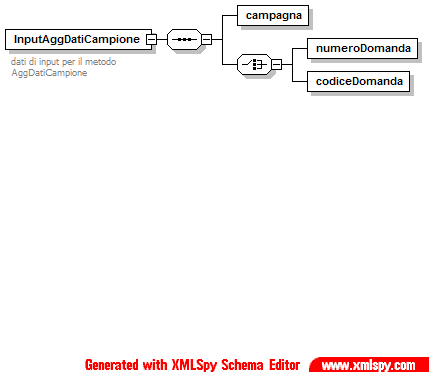 campagna
InputAggDatiCampione
numeroDomanda
dati di input per il metodo
AggDatiCampione
codiceDomanda
Generated with XMLSpy Schema Editor
www.xmlspy.com